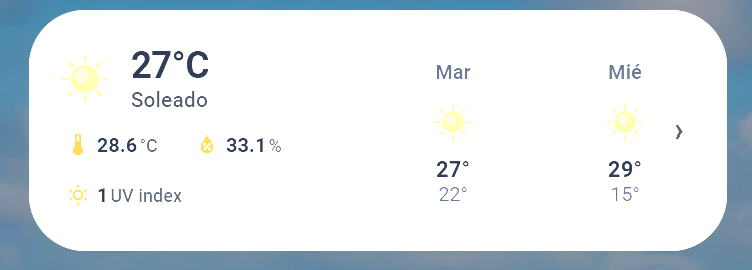 27°C
Soleado
28.6 °C
33.1 %
1 UV index
Mar
27°
22°
Mié
29°
15°